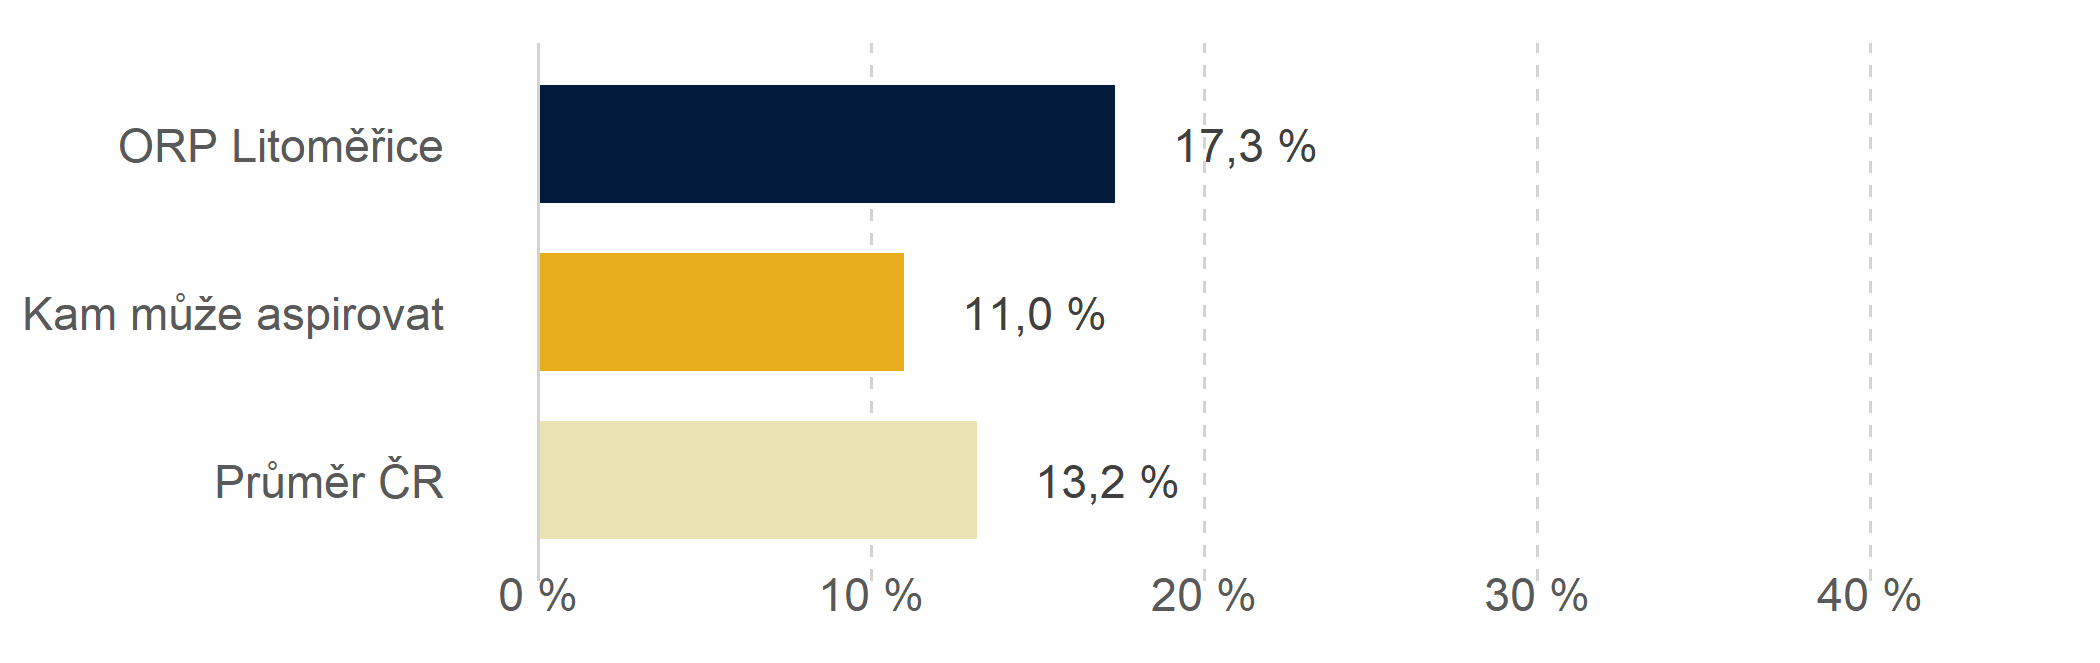 ORP Litoměřice
17,3 %
Kam může aspirovat
11,0 %
Průměr ČR
13,2 %
0 % 10 % 20 % 30 % 40 %